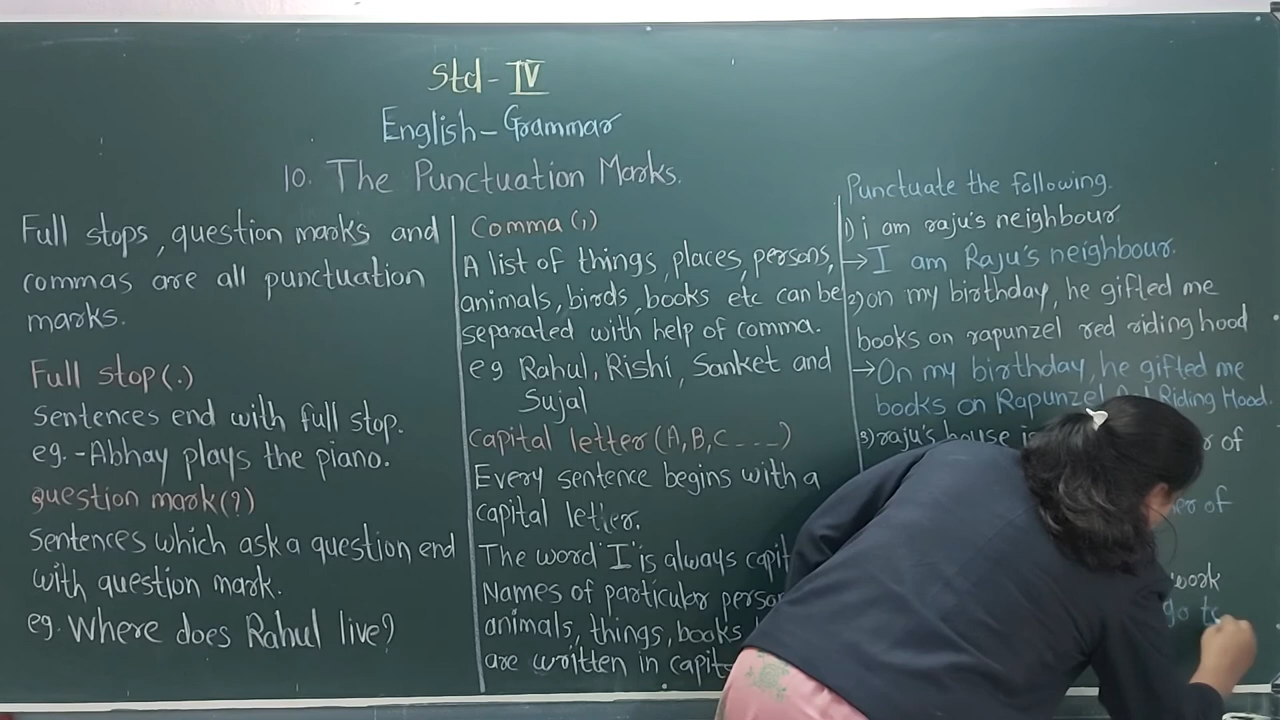 Std - IV
English - Grammar
10. The Punctuation Marks.
Full stops, question marks and
commas are all punctuation
marks.
Full stop (.)
Sentences end with full stop.
eg. - Abhay plays the piano.
question mark (?)
Sentences which ask a question end
with question mark.
eg. Where does Rahul live?
Comma (,)
A list of things, places, persons,
animals, birds, books etc can be
separated with help of comma.
eg Rahul, Rishi, Sanket and
Sujal
Capital letter (A, B, C - - -)
Every sentence begins with a
capital letter.
The word "I" is always
Names of particular
animals, things, books
are written in
Punctuate the following.
1) i am raju's neighbour
→ I am Raju's neighbour.
2) on my birthday, he gifted me
books on rapunzel red riding hood
→ On my birthday, he gifted me
books on Rapunzel Riding Hood.
3) raju's house of
of
work
go to